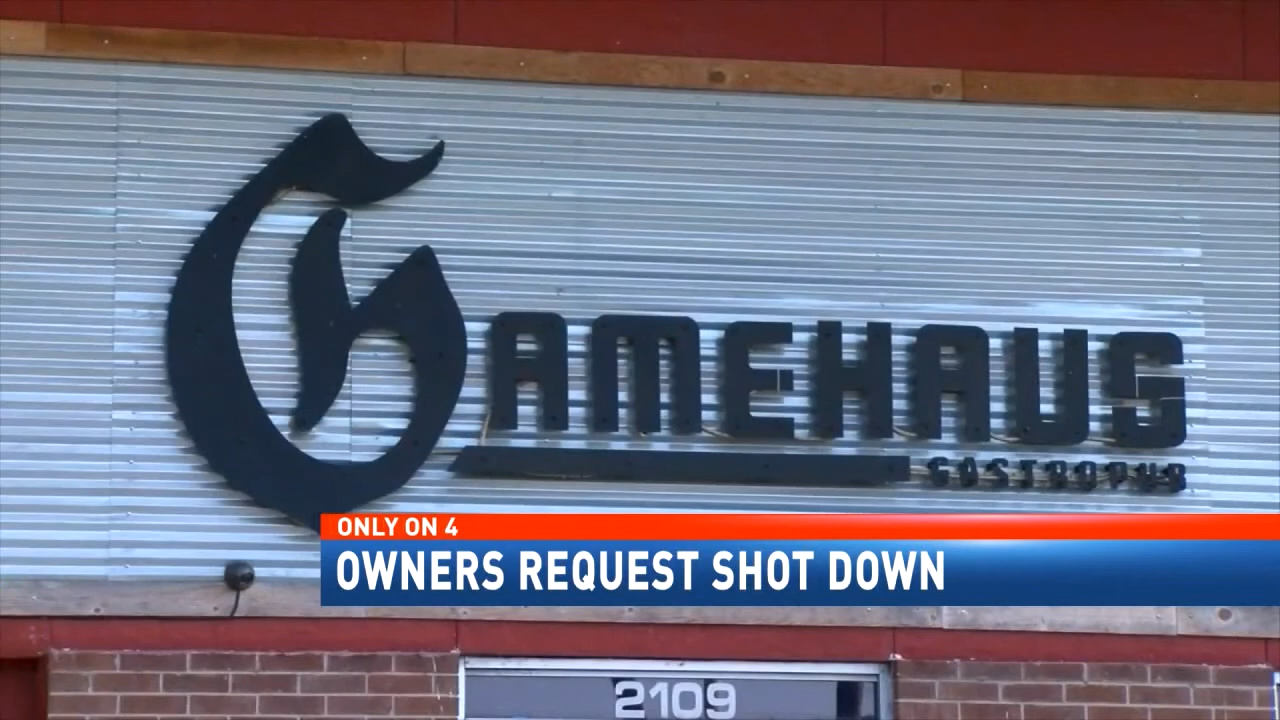 GAMEHAUS
GASTROPUB
ONLY ON 4
OWNERS REQUEST SHOT DOWN
2109